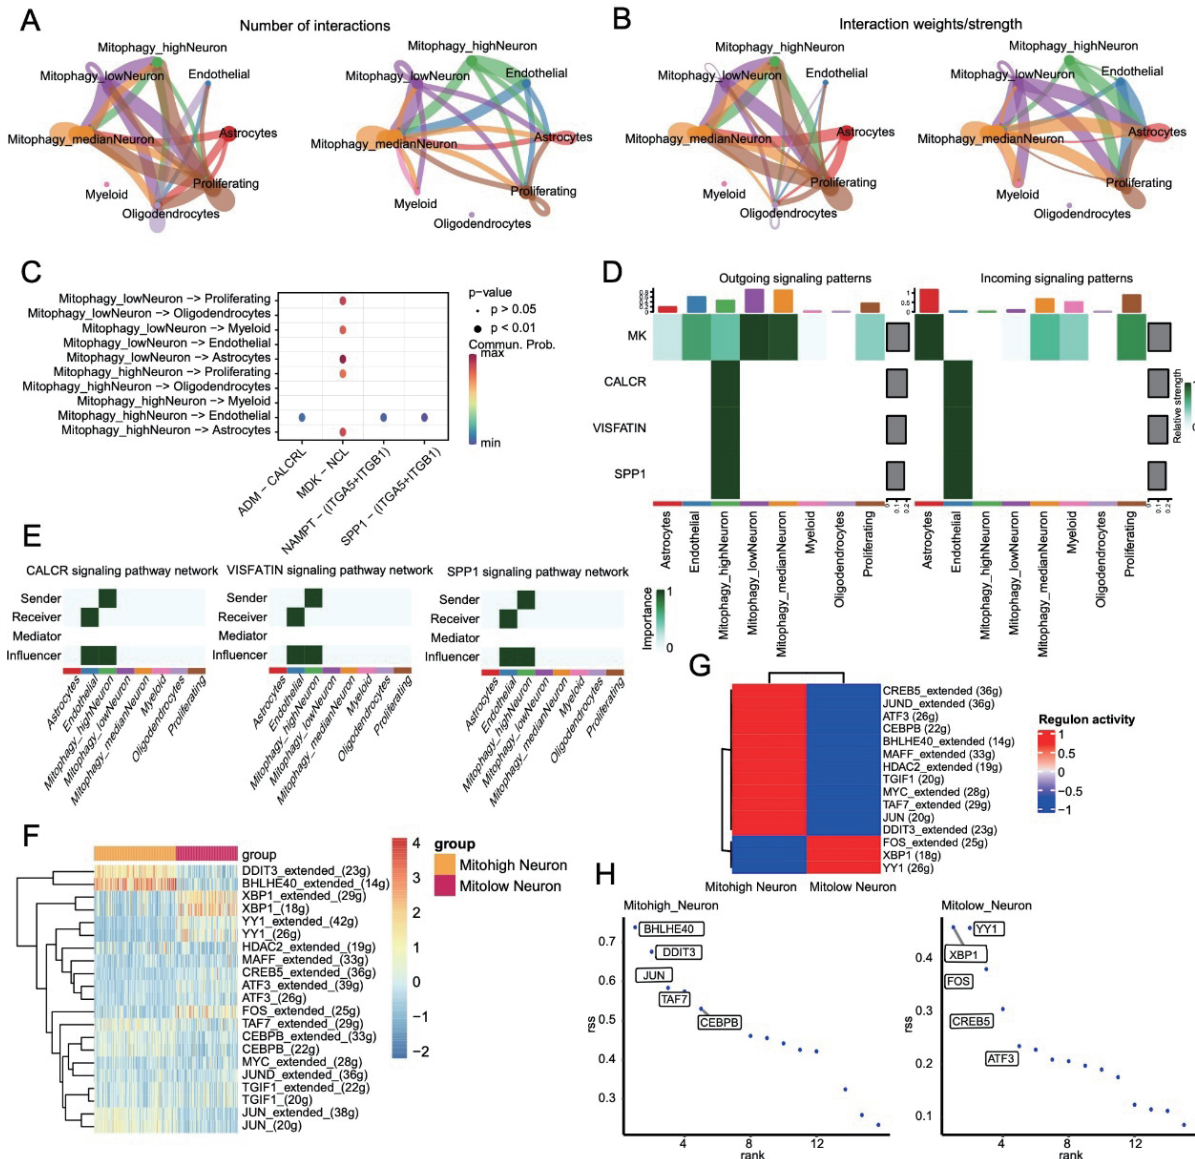 A
Number of interactions
Mitophagy_highNeuron
Mitophagy_lowNeuron
Endothelial
Mitophagy_medianNeuron
Astrocytes
Myeloid
Proliferating
Oligodendrocytes
Mitophagy_highNeuron
Mitophagy_lowNeuron
Endothelial
Mitophagy_medianNeuron
Astrocytes
Myeloid
Proliferating
Oligodendrocytes
B
Interaction weights/strength
Mitophagy_highNeuron
Mitophagy_lowNeuron
Endothelial
Mitophagy_medianNeuron
Astrocytes
Myeloid
Proliferating
Oligodendrocytes
Mitophagy_highNeuron
Mitophagy_lowNeuron
Endothelial
Mitophagy_medianNeuron
Astrocytes
Myeloid
Proliferating
Oligodendrocytes
C
Mitophagy_lowNeuron −> Proliferating
Mitophagy_lowNeuron −> Oligodendrocytes
Mitophagy_lowNeuron −> Myeloid
Mitophagy_lowNeuron −> Endothelial
Mitophagy_lowNeuron −> Astrocytes
Mitophagy_highNeuron −> Proliferating
Mitophagy_highNeuron −> Oligodendrocytes
Mitophagy_highNeuron −> Myeloid
Mitophagy_highNeuron −> Endothelial
Mitophagy_highNeuron −> Astrocytes
ADM − CALCRL
MDK − NCL
NAMPT − (ITGA5+ITGB1)
SPP1 − (ITGA5+ITGB1)
p-value
p > 0.05
p < 0.01
Commun. Prob.
max
min
D
Outgoing signaling patterns
Incoming signaling patterns
MK
CALCR
VISFATIN
SPP1
Astrocytes
Endothelial
Mitophagy_highNeuron
Mitophagy_lowNeuron
Mitophagy_medianNeuron
Myeloid
Oligodendrocytes
Proliferating
0
0.1
0.2
Astrocytes
Endothelial
Mitophagy_highNeuron
Mitophagy_lowNeuron
Mitophagy_medianNeuron
Myeloid
Oligodendrocytes
Proliferating
0
0.1
0.2
Relative strength
E
CALCR signaling pathway network
Sender
Receiver
Mediator
Influencer
Astrocytes
Endothelial
Mitophagy_highNeuron
Mitophagy_lowNeuron
Mitophagy_medianNeuron
Myeloid
Oligodendrocytes
Proliferating
VISFATIN signaling pathway network
Sender
Receiver
Mediator
Influencer
Astrocytes
Endothelial
Mitophagy_highNeuron
Mitophagy_lowNeuron
Mitophagy_medianNeuron
Myeloid
Oligodendrocytes
Proliferating
SPP1 signaling pathway network
Sender
Receiver
Mediator
Influencer
Astrocytes
Endothelial
Mitophagy_highNeuron
Mitophagy_lowNeuron
Mitophagy_medianNeuron
Myeloid
Oligodendrocytes
Proliferating
Importance
1
0
F
group
DDIT3_extended_(23g)
BHLHE40_extended_(14g)
XBP1_extended_(29g)
XBP1_(18g)
YY1_extended_(42g)
YY1_(26g)
HDAC2_extended_(19g)
MAFF_extended_(33g)
CREB5_extended_(36g)
ATF3_extended_(39g)
ATF3_(26g)
FOS_extended_(25g)
TAF7_extended_(29g)
CEBPB_extended_(33g)
CEBPB_(22g)
MYC_extended_(28g)
JUND_extended_(36g)
TGIF1_extended_(22g)
TGIF1_(20g)
JUN_extended_(38g)
JUN_(20g)
4
3
2
1
0
−1
−2
group
Mitohigh Neuron
Mitolow Neuron
G
CREB5_extended (36g)
JUND_extended (36g)
ATF3 (26g)
CEBPB (22g)
BHLHE40_extended (14g)
MAFF_extended (33g)
HDAC2_extended (19g)
TGIF1 (20g)
MYC_extended (28g)
TAF7_extended (29g)
JUN (20g)
DDIT3_extended (23g)
FOS_extended (25g)
XBP1 (18g)
YY1 (26g)
Mitohigh Neuron
Mitolow Neuron
Regulon activity
1
0.5
0
−0.5
−1
H
Mitohigh_Neuron
BHLHE40
DDIT3
JUN
TAF7
CEBPB
0.7
0.6
0.5
0.4
0.3
rss
4
8
12
rank
Mitolow_Neuron
YY1
XBP1
FOS
CREB5
ATF3
0.4
0.3
0.2
0.1
rss
4
8
12
rank